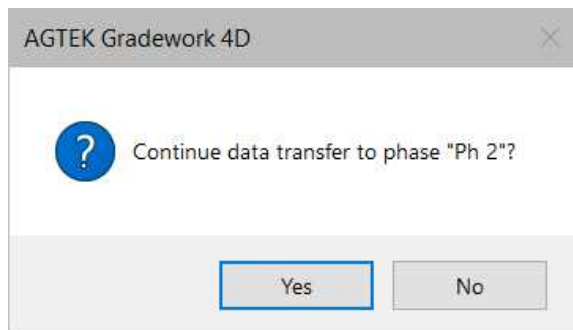 AGTEK Gradework 4D
?
Continue data transfer to phase "Ph 2"?
Yes
No